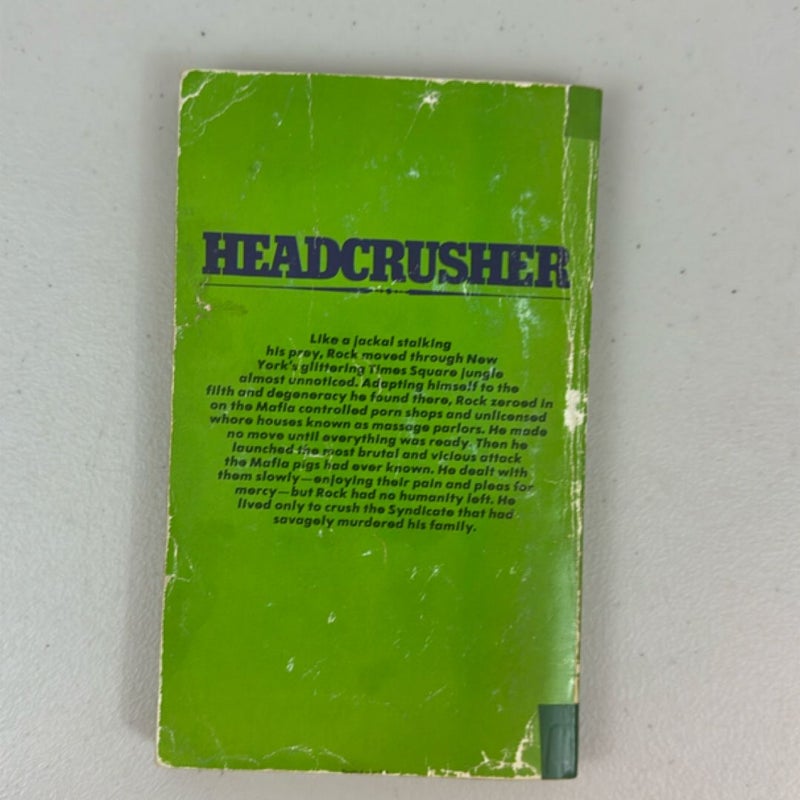 HEADCRUSHER
Like a jackal stalking
his prey, Rock moved through New
York's glittering Times Square jungle
almost unnoticed. Adapting himself to the
filth and degeneracy he found there, Rock zeroed in
on the Mafia controlled porn shops and unlicensed
whore houses known as massage parlors. He made
no move until everything was ready. Then he
launched the most brutal and vicious attack
the Mafia pigs had ever known. He dealt with
them slowly—enjoying their pain and pleas for
mercy—but Rock had no humanity left. He
lived only to crush the Syndicate that had
savagely murdered his family.